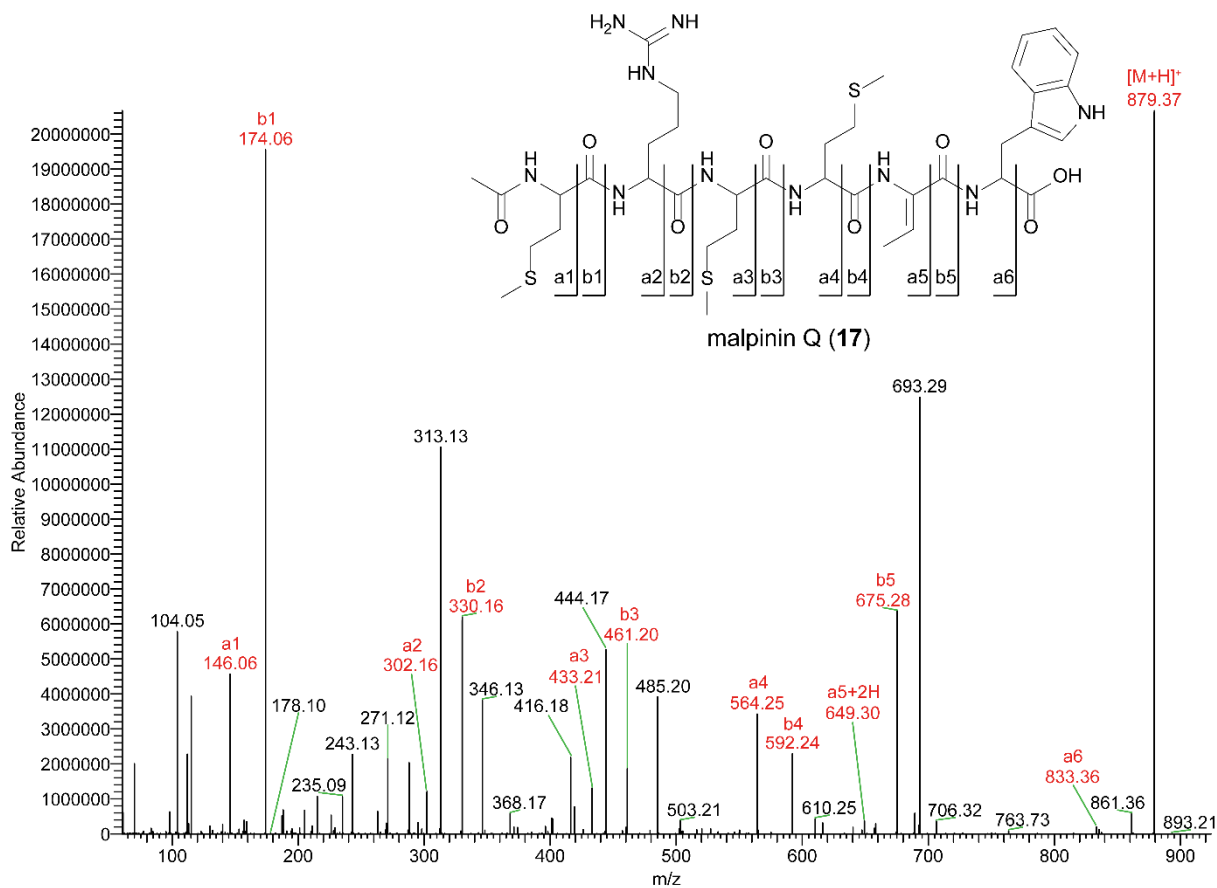 H₂N
NH
HN
S
NH
[M+H]⁺
879.37
H
N
O
H
N
O
H
N
O
OH
O
N
H
O
N
H
O
N
H
O
S
S
a1
b1
a2
b2
a3
b3
a4
b4
a5
b5
a6
malpinin Q (17)
b1
174.06
693.29
313.13
b2
330.16
444.17
b3
461.20
b5
675.28
104.05
a1
146.06
a2
302.16
a3
433.21
a4
564.25
a5+2H
649.30
178.10
346.13
416.18
485.20
b4
592.24
271.12
243.13
235.09
a6
833.36
368.17
503.21
610.25
706.32
763.73
861.36
893.21
20000000
19000000
18000000
17000000
16000000
15000000
14000000
13000000
12000000
11000000
10000000
9000000
8000000
7000000
6000000
5000000
4000000
3000000
2000000
1000000
0
Relative Abundance
100
200
300
400
500
600
700
800
900
m/z